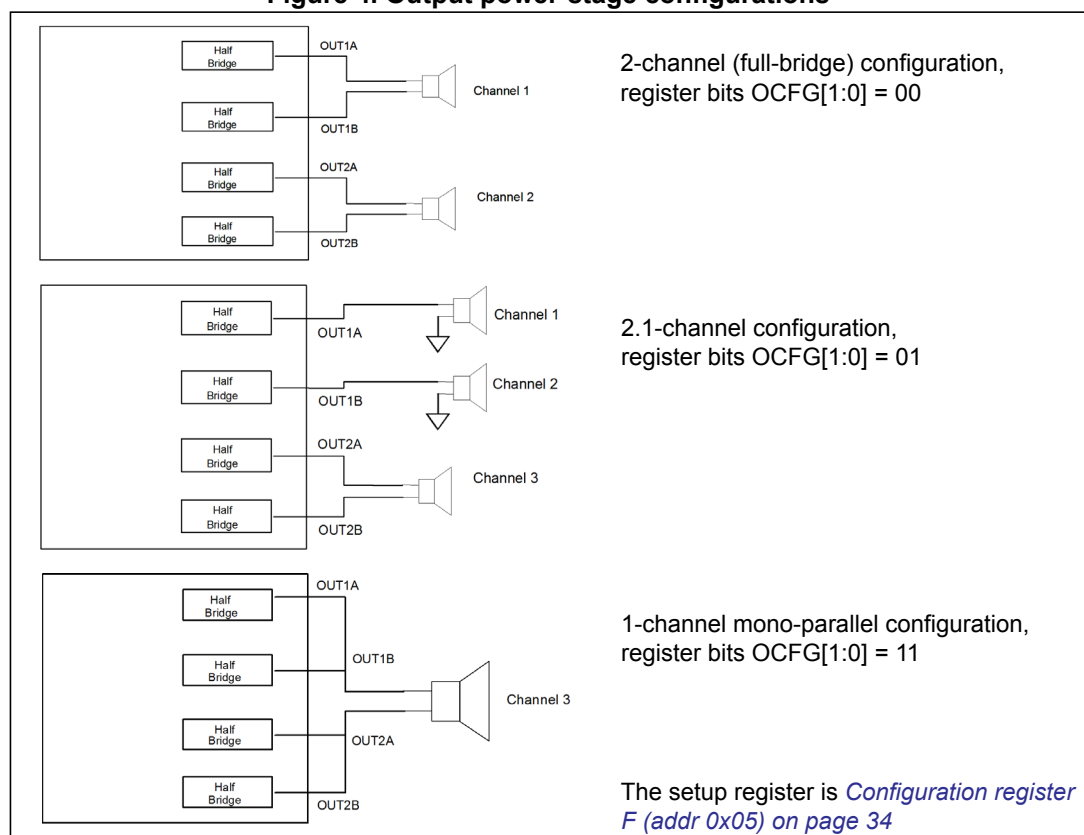 Figure 4. Output power-stage configurations
Half
Bridge
OUT1A
Channel 1
Half
Bridge
OUT1B
Half
Bridge
OUT2A
Channel 2
Half
Bridge
OUT2B
2-channel (full-bridge) configuration,
register bits OCFG[1:0] = 00
Half
Bridge
OUT1A
Channel 1
Half
Bridge
OUT1B
Channel 2
Half
Bridge
OUT2A
Channel 3
Half
Bridge
OUT2B
2.1-channel configuration,
register bits OCFG[1:0] = 01
Half
Bridge
OUT1A
Half
Bridge
OUT1B
Channel 3
Half
Bridge
OUT2A
Half
Bridge
OUT2B
1-channel mono-parallel configuration,
register bits OCFG[1:0] = 11
The setup register is Configuration register
F (addr 0x05) on page 34